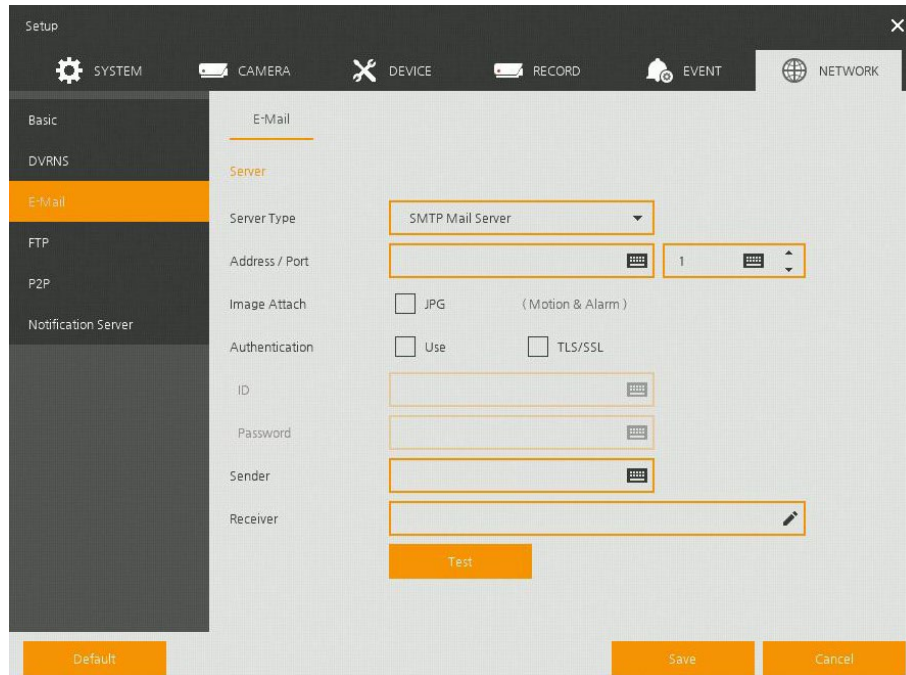 Setup
SYSTEM CAMERA DEVICE RECORD EVENT NETWORK
Basic
DVRNS
E-Mail
FTP
P2P
Notification Server
E-Mail
Server
Server Type SMTP Mail Server
Address / Port 1
Image Attach JPG ( Motion & Alarm )
Authentication Use TLS/SSL
ID
Password
Sender
Receiver
Test
Default Save Cancel